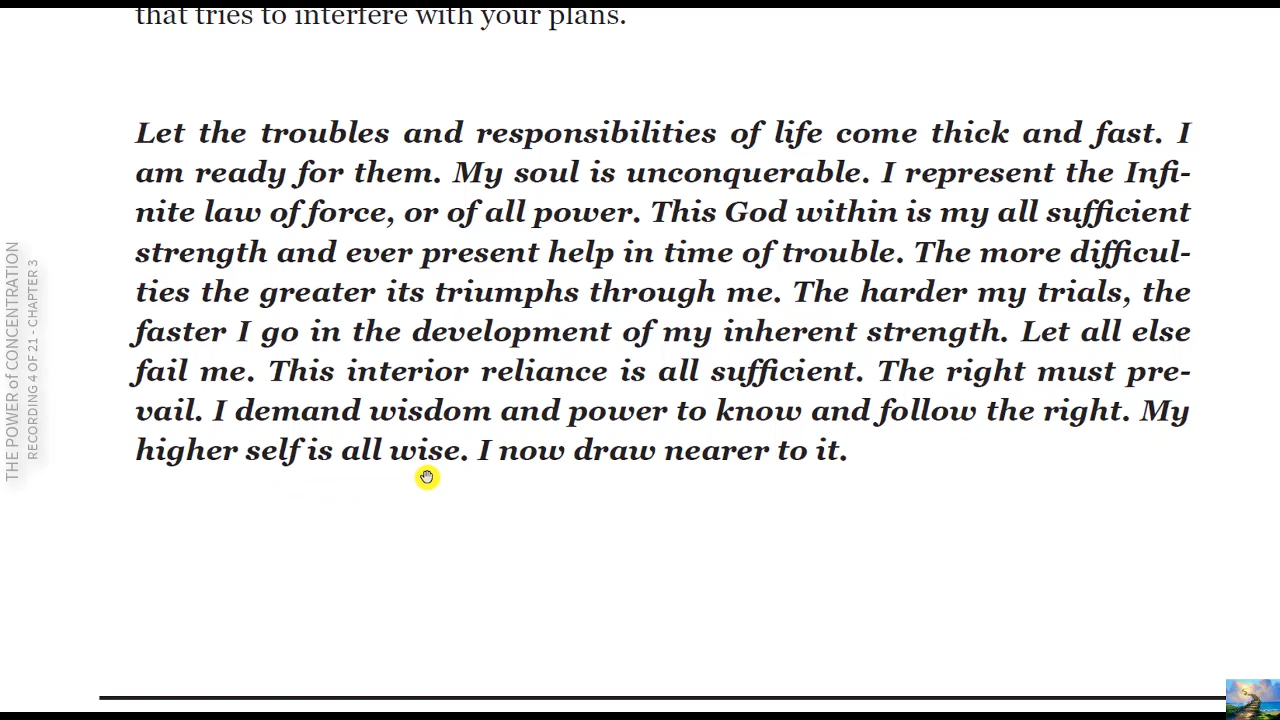 that tries to interfere with your plans.
Let the troubles and responsibilities of life come thick and fast. I
am ready for them. My soul is unconquerable. I represent the Infi-
nite law of force, or of all power. This God within is my all sufficient
strength and ever present help in time of trouble. The more difficul-
ties the greater its triumphs through me. The harder my trials, the
faster I go in the development of my inherent strength. Let all else
fail me. This interior reliance is all sufficient. The right must pre-
vail. I demand wisdom and power to know and follow the right. My
higher self is all wise. I now draw nearer to it.
THE POWER of CONCENTRATION
RECORDING 4 OF 21 - CHAPTER 3